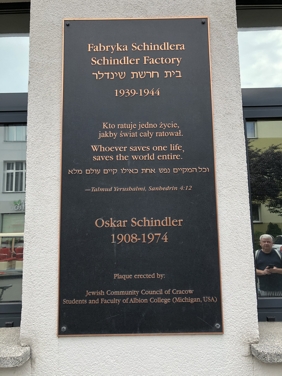 Fabryka Schindlera
Schindler Factory
בית חרשת שינדלר
1939-1944
Kto ratuje jedno życie,
jakby świat cały ratował.
Whoever saves one life,
saves the world entire.
וכל המקיים נפש אחת כאילו קיים עולם מלא
—Talmud Yerushalmi, Sanhedrin 4:12
Oskar Schindler
1908-1974
Plaque erected by:
Jewish Community Council of Cracow
Students and Faculty of Albion College (Michigan, USA)